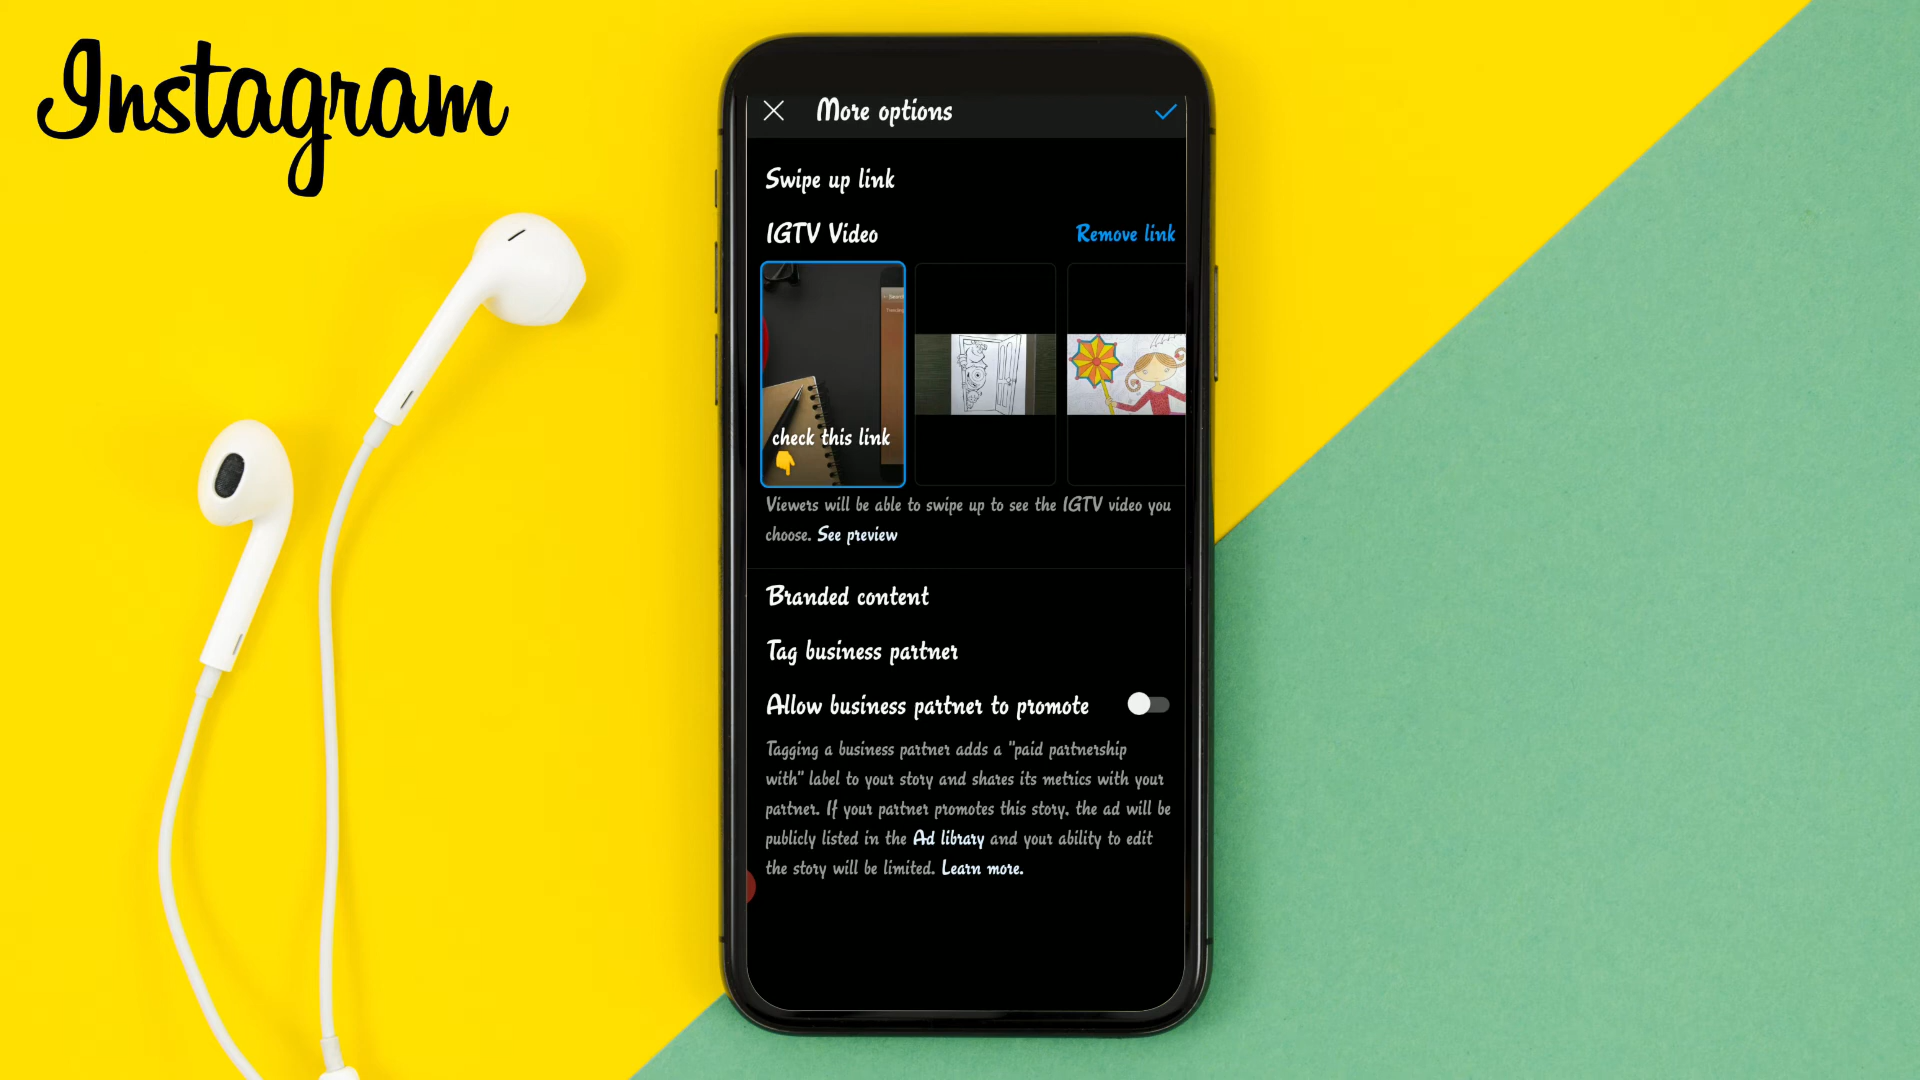 Instagram
More options
Swipe up link
IGTV Video
Remove link
check this link
Viewers will be able to swipe up to see the IGTV video you
choose. See preview
Branded content
Tag business partner
Allow business partner to promote
Tagging a business partner adds a "paid partnership
with" label to your story and shares its metrics with your
partner. If your partner promotes this story, the ad will be
publicly listed in the Ad library and your ability to edit
the story will be limited. Learn more.